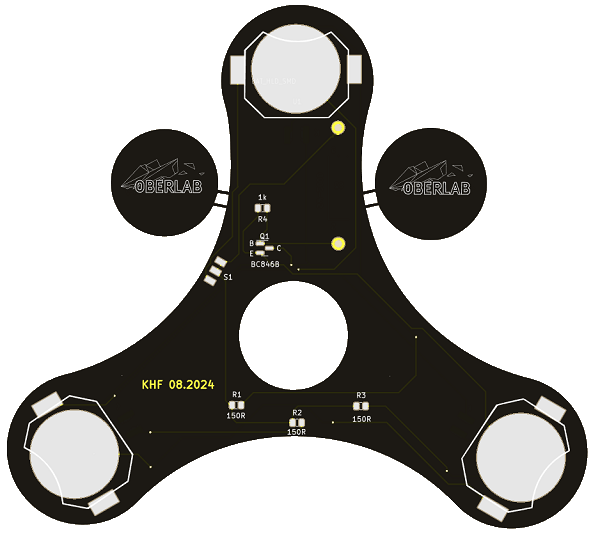 OBERLAB
OBERLAB
1k
R4
Q1
B
C
E
BC846B
S1
KHF 08.2024
R1
R2
R3
150R
150R
150R